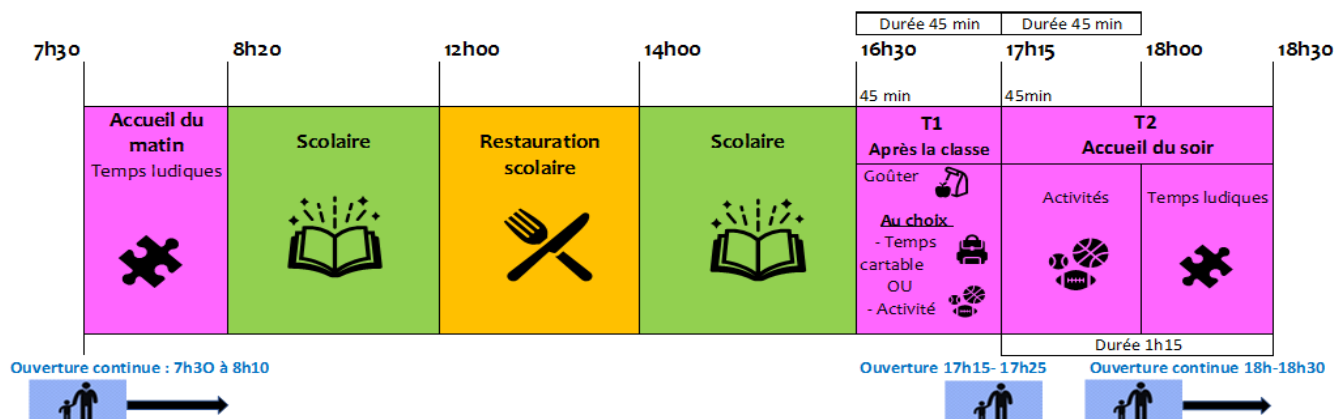 Durée 45 min
Durée 45 min
7h30
8h20
12h00
14h00
16h30
17h15
18h00
18h30
45 min
45min
Accueil du
matin
Temps ludiques
Scolaire
Restauration
scolaire
Scolaire
T1
Après la classe
Goûter
Au choix
- Temps
cartable
OU
- Activité
T2
Accueil du soir
Activités
Temps ludiques
Durée 1h15
Ouverture continue : 7h3O à 8h10
Ouverture 17h15- 17h25
Ouverture continue 18h-18h30